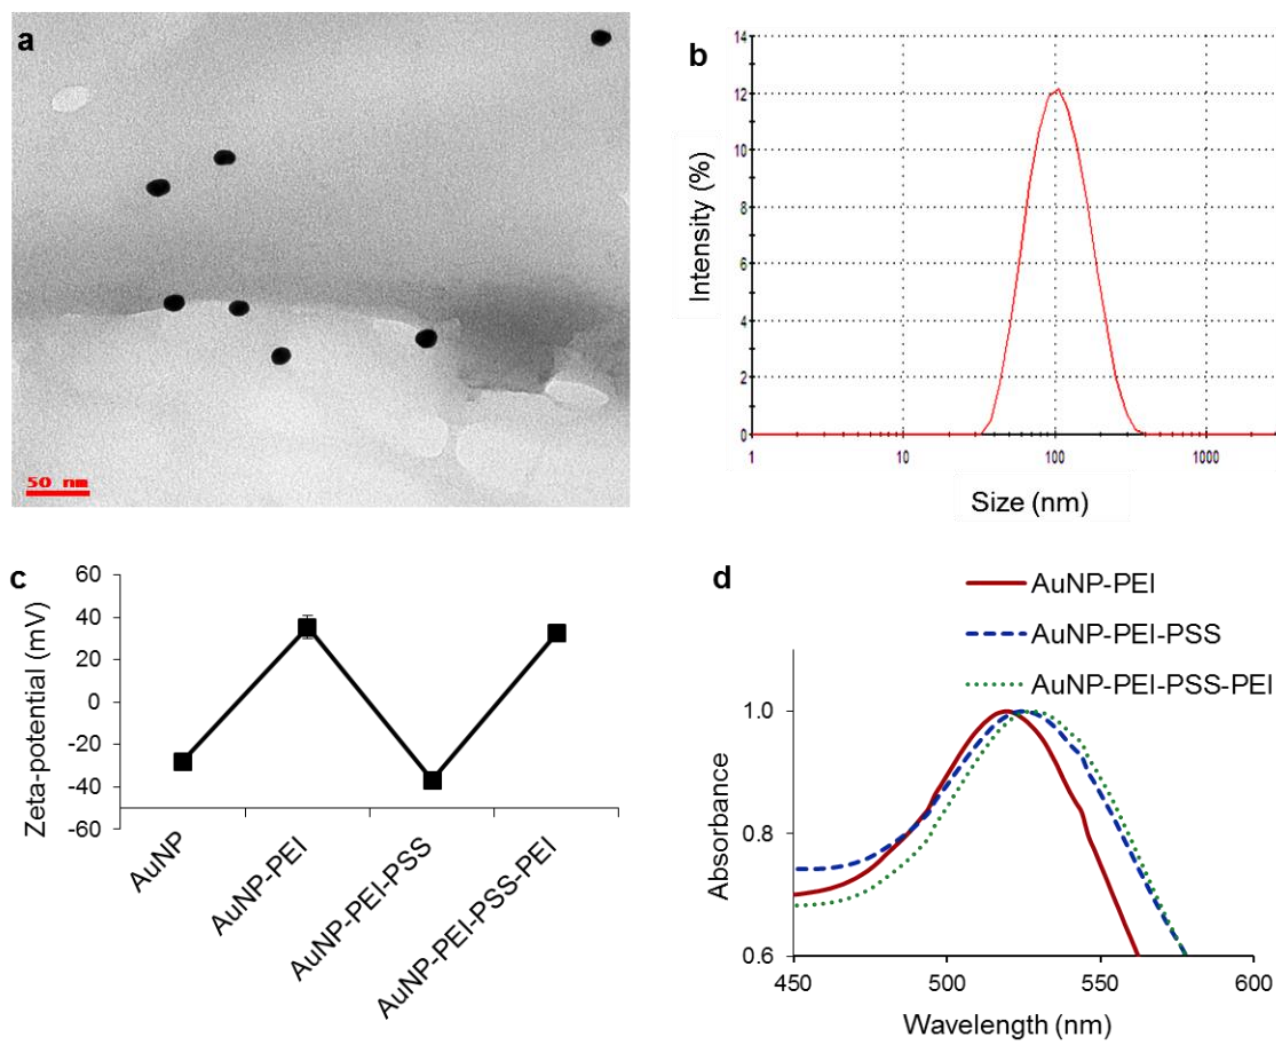 a
50 nm
b
14
12
10
8
6
4
2
0
Intensity (%)
1 10 100 1000
Size (nm)
c
60
40
20
0
-20
-40
-60
Zeta-potential (mV)
AuNP
AuNP-PEI
AuNP-PEI-PSS
AuNP-PEI-PSS-PEI
d
AuNP-PEI
AuNP-PEI-PSS
AuNP-PEI-PSS-PEI
1.0
0.8
0.6
Absorbance
450 500 550 600
Wavelength (nm)